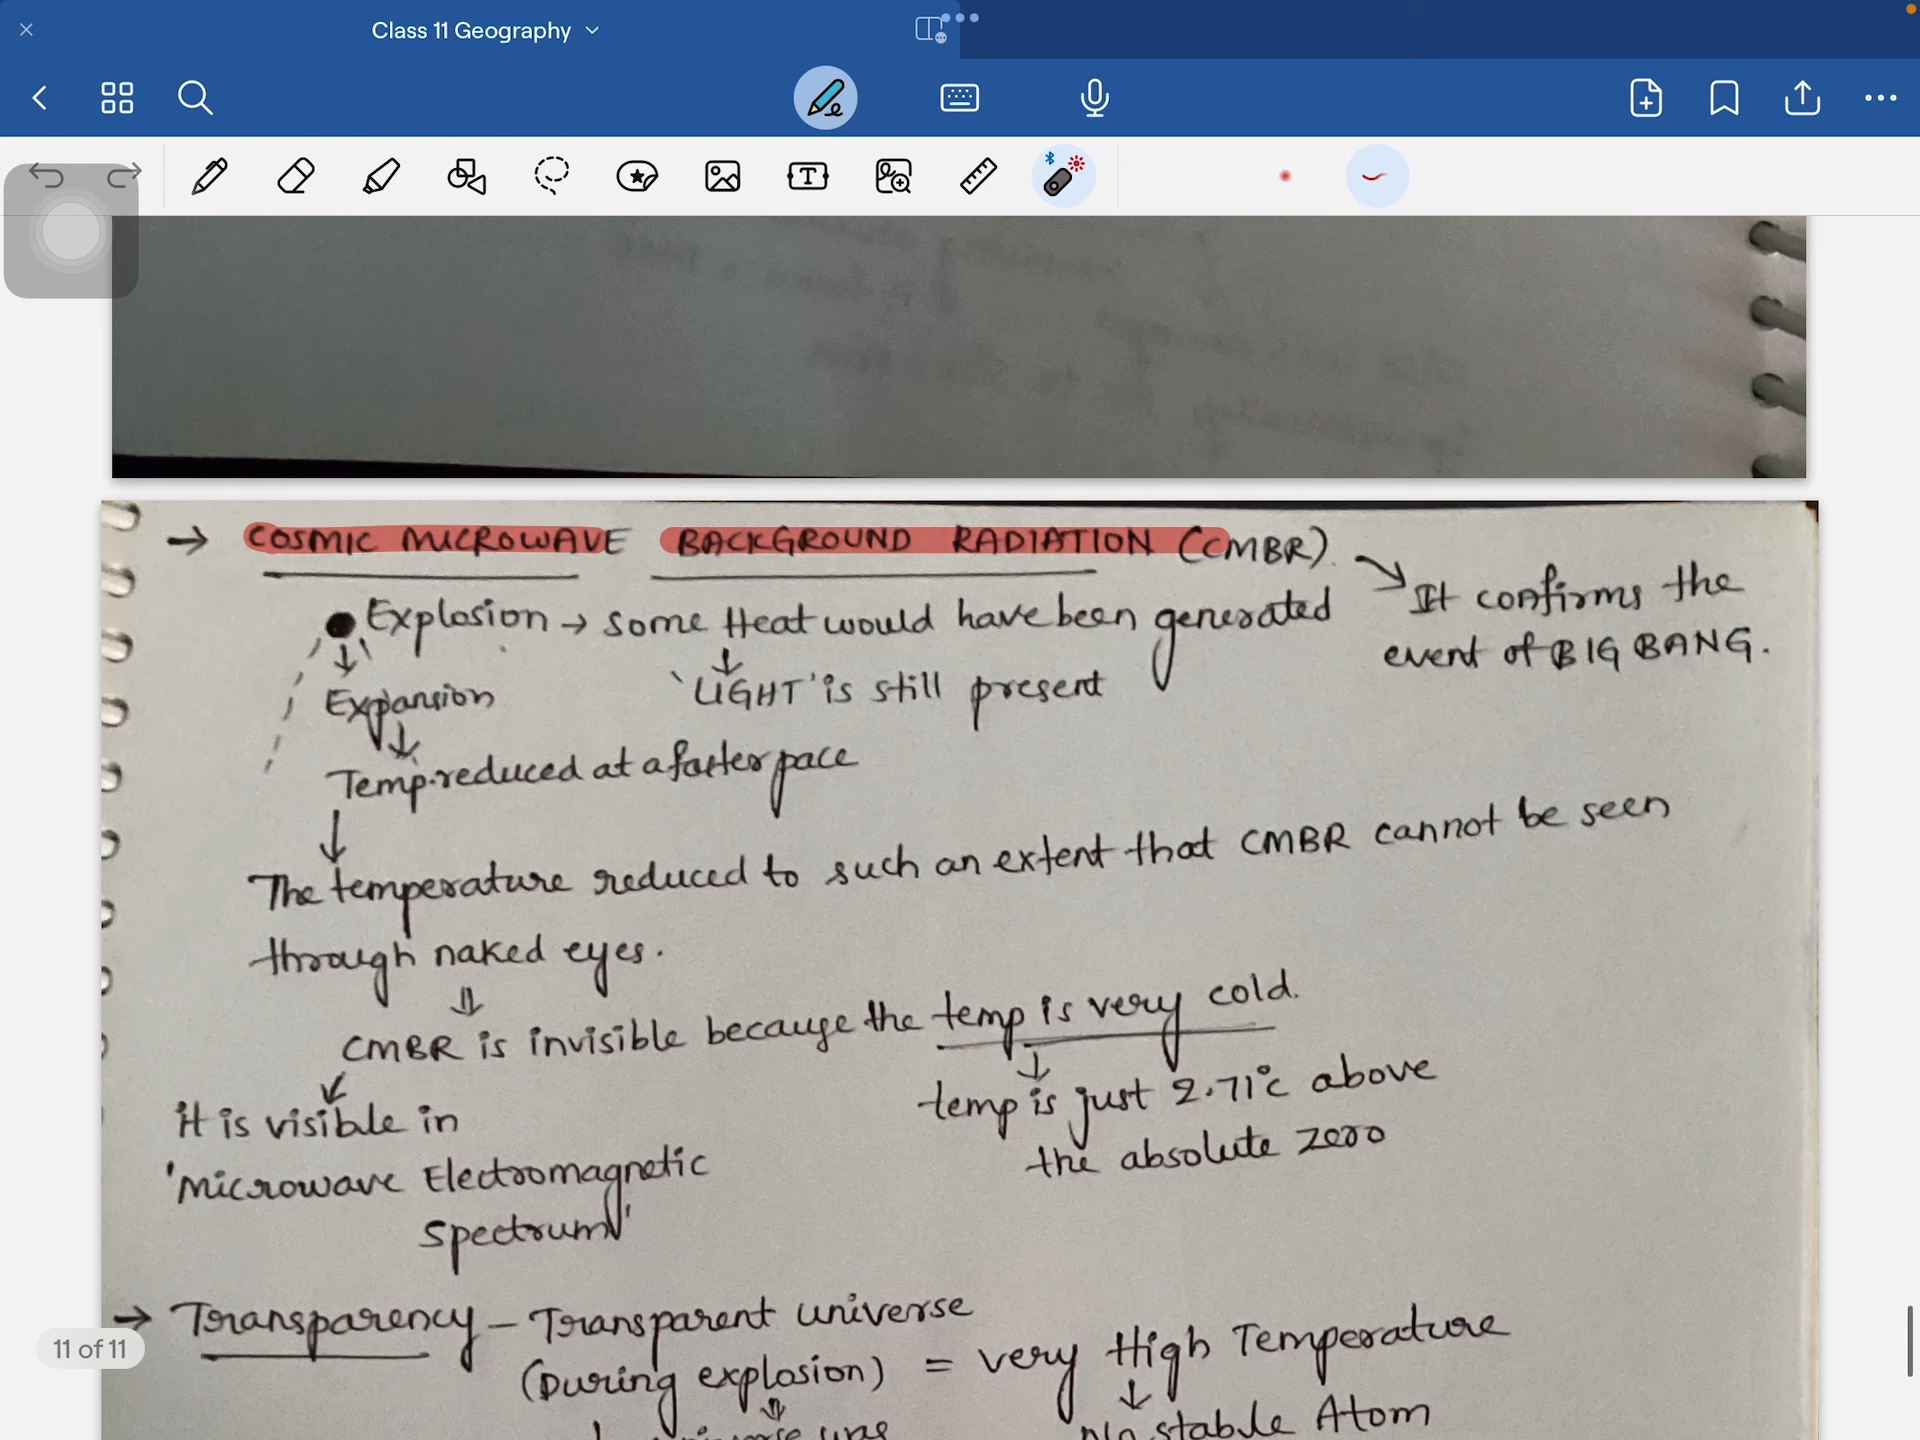 Class 11 Geography
→ COSMIC MICROWAVE BACKGROUND RADIATION (CMBR).
Explosion → some Heat would have been generated
↘ It confirms the
event of BIG BANG.
↓
Expansion
↓
'LIGHT' is still present
↓
Temp. reduced at a faster pace
↓
The temperature reduced to such an extent that CMBR cannot be seen
through naked eyes.
⇓
CMBR is invisible because the temp is very cold.
↓
temp is just 2.71°c above
the absolute zero
↙
it is visible in
'Microwave Electromagnetic
Spectrum'
→ Transparency – Transparent universe
(During explosion) = very High Temperature
⇓
↓
was
stable Atom
11 of 11